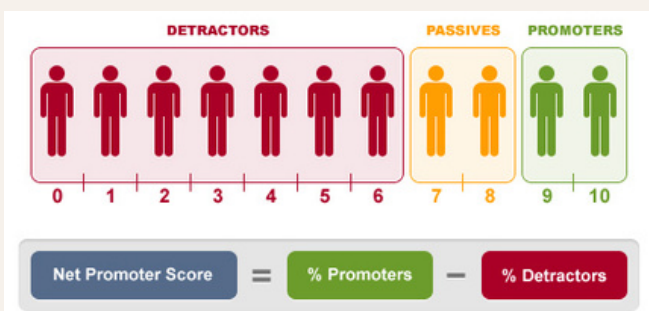 DETRACTORS PASSIVES PROMOTERS
0 1 2 3 4 5 6 7 8 9 10
Net Promoter Score = % Promoters − % Detractors